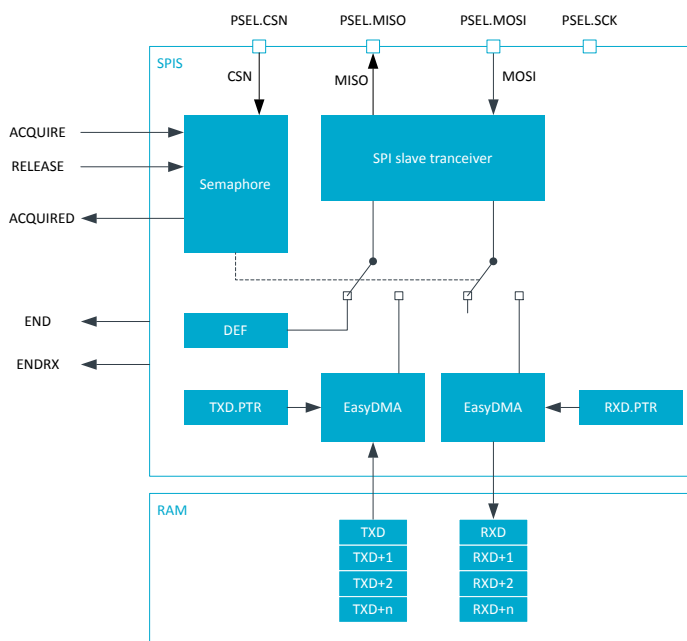 PSEL.CSN PSEL.MISO PSEL.MOSI PSEL.SCK
SPIS
CSN MISO MOSI
ACQUIRE
RELEASE
ACQUIRED
Semaphore
SPI slave tranceiver
END
ENDRX
DEF
TXD.PTR EasyDMA EasyDMA RXD.PTR
RAM
TXD RXD
TXD+1 RXD+1
TXD+2 RXD+2
TXD+n RXD+n